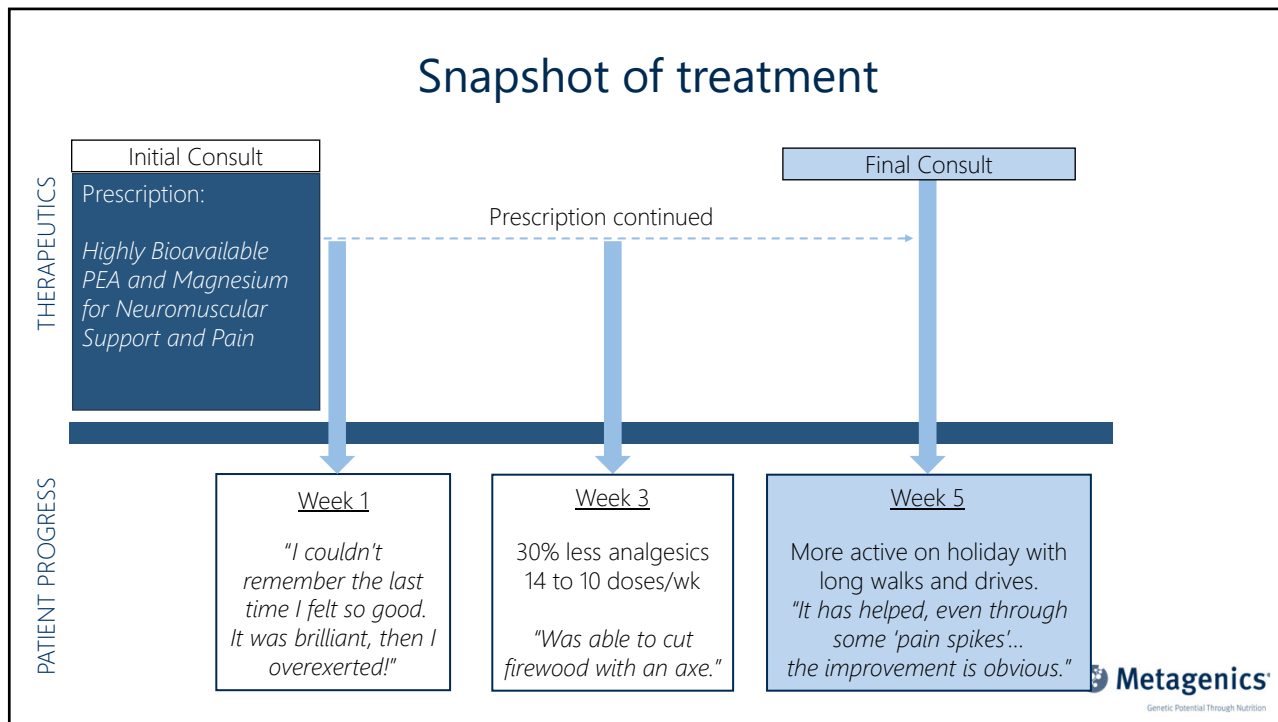 Snapshot of treatment
THERAPEUTICS
Initial Consult
Prescription:
Highly Bioavailable
PEA and Magnesium
for Neuromuscular
Support and Pain
Prescription continued
Final Consult
PATIENT PROGRESS
Week 1
"I couldn't
remember the last
time I felt so good.
It was brilliant, then I
overexerted!"
Week 3
30% less analgesics
14 to 10 doses/wk
"Was able to cut
firewood with an axe."
Week 5
More active on holiday with
long walks and drives.
"It has helped, even through
some 'pain spikes'...
the improvement is obvious."
Metagenics
Genetic Potential Through Nutrition